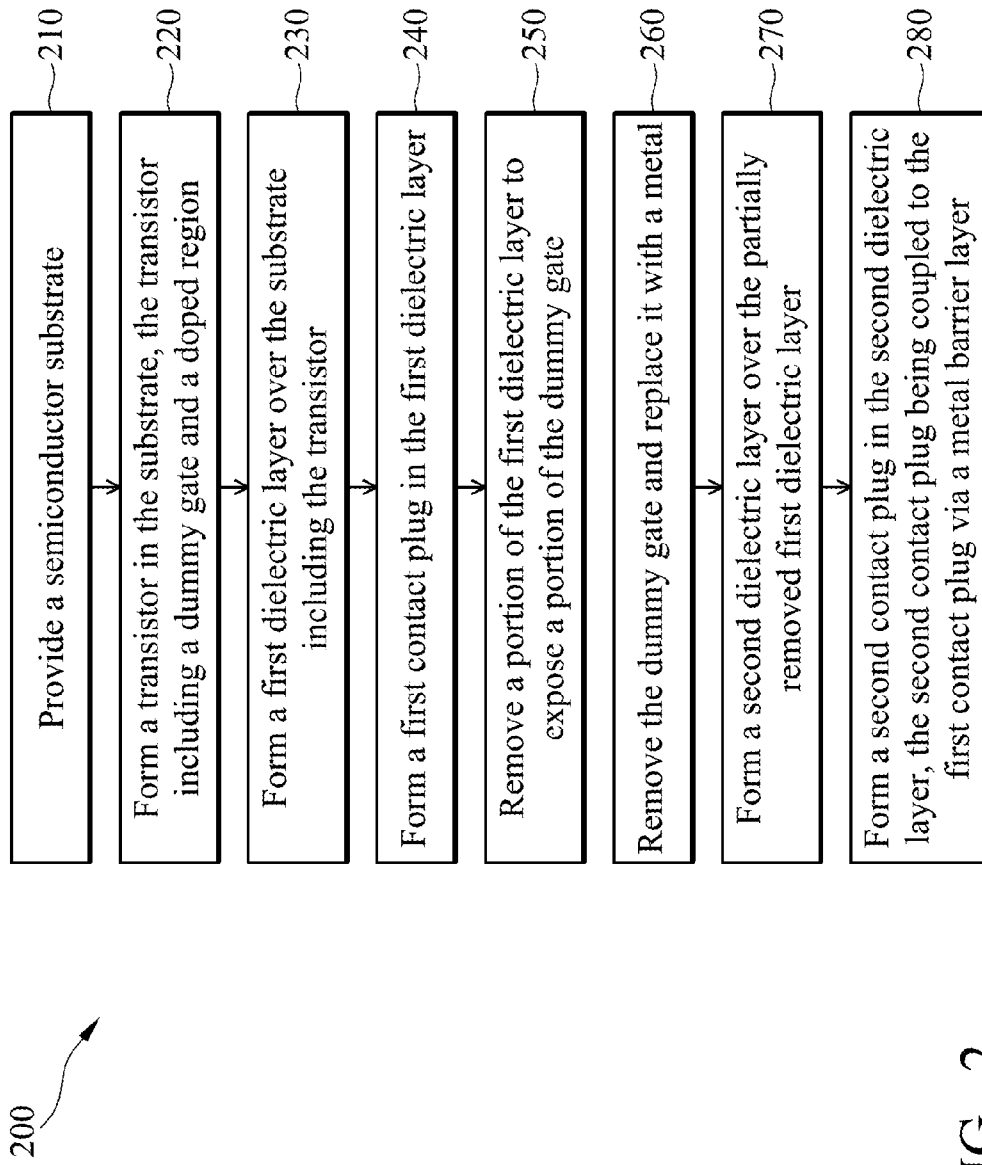 200
Provide a semiconductor substrate
210
Form a transistor in the substrate, the transistor
including a dummy gate and a doped region
220
Form a first dielectric layer over the substrate
including the transistor
230
Form a first contact plug in the first dielectric layer
240
Remove a portion of the first dielectric layer to
expose a portion of the dummy gate
250
Remove the dummy gate and replace it with a metal
260
Form a second dielectric layer over the partially
removed first dielectric layer
270
Form a second contact plug in the second dielectric
layer, the second contact plug being coupled to the
first contact plug via a metal barrier layer
280